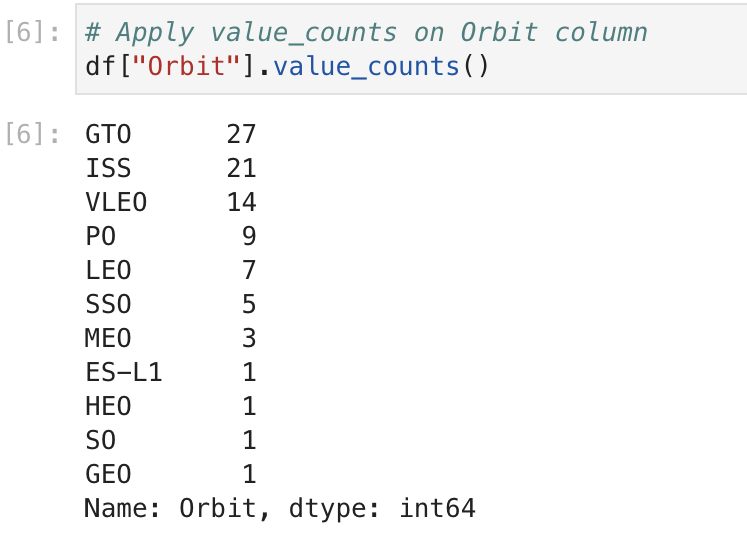 [6]: # Apply value_counts on Orbit column
df["Orbit"].value_counts()
[6]: GTO      27
ISS      21
VLEO     14
PO        9
LEO       7
SSO       5
MEO       3
ES-L1     1
HEO       1
SO        1
GEO       1
Name: Orbit, dtype: int64